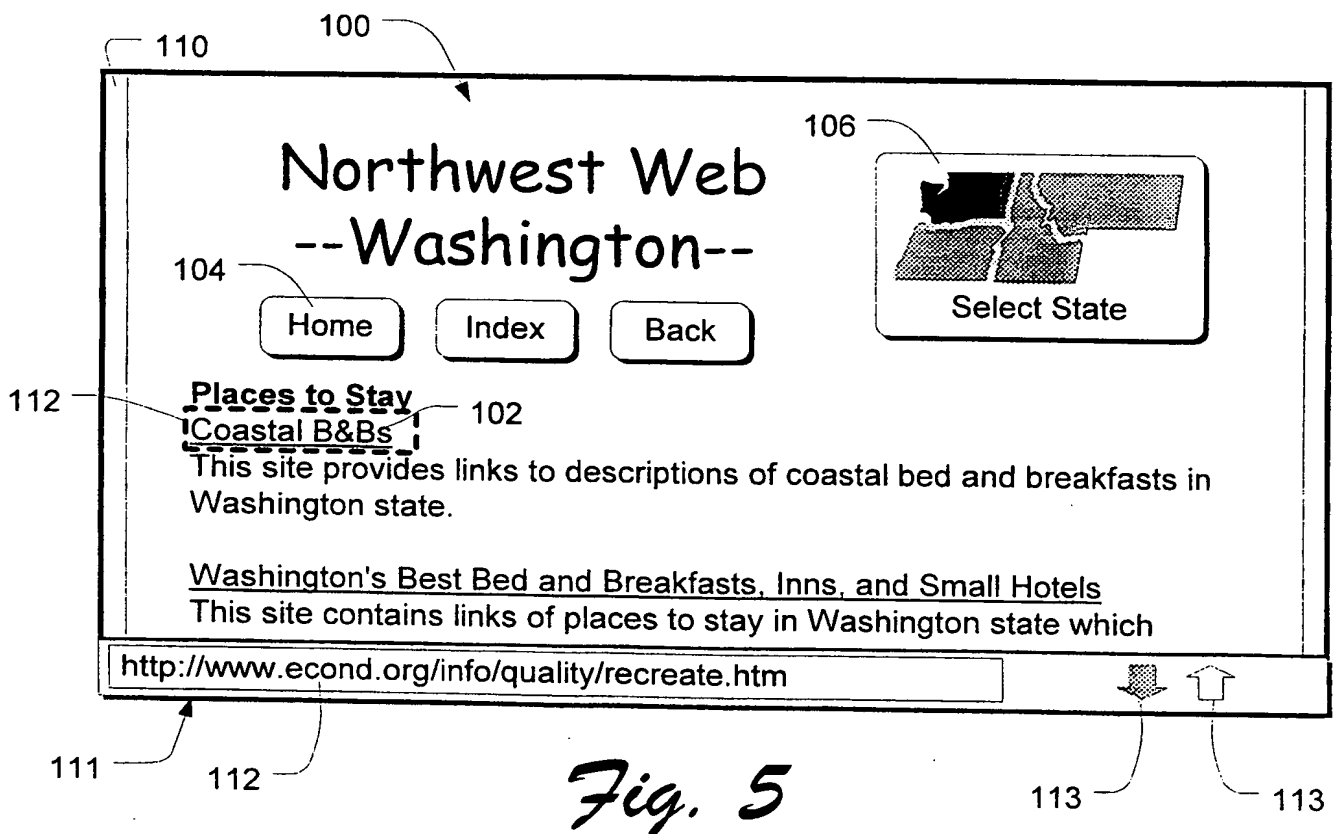 100
110
106
Northwest Web
--Washington--
104
Select State
Home Index Back
Places to Stay
112
102
Coastal B&Bs
This site provides links to descriptions of coastal bed and breakfasts in
Washington state.
Washington's Best Bed and Breakfasts, Inns, and Small Hotels
This site contains links of places to stay in Washington state which
http://www.econd.org/info/quality/recreate.htm
111
112
113
113
Fig. 5